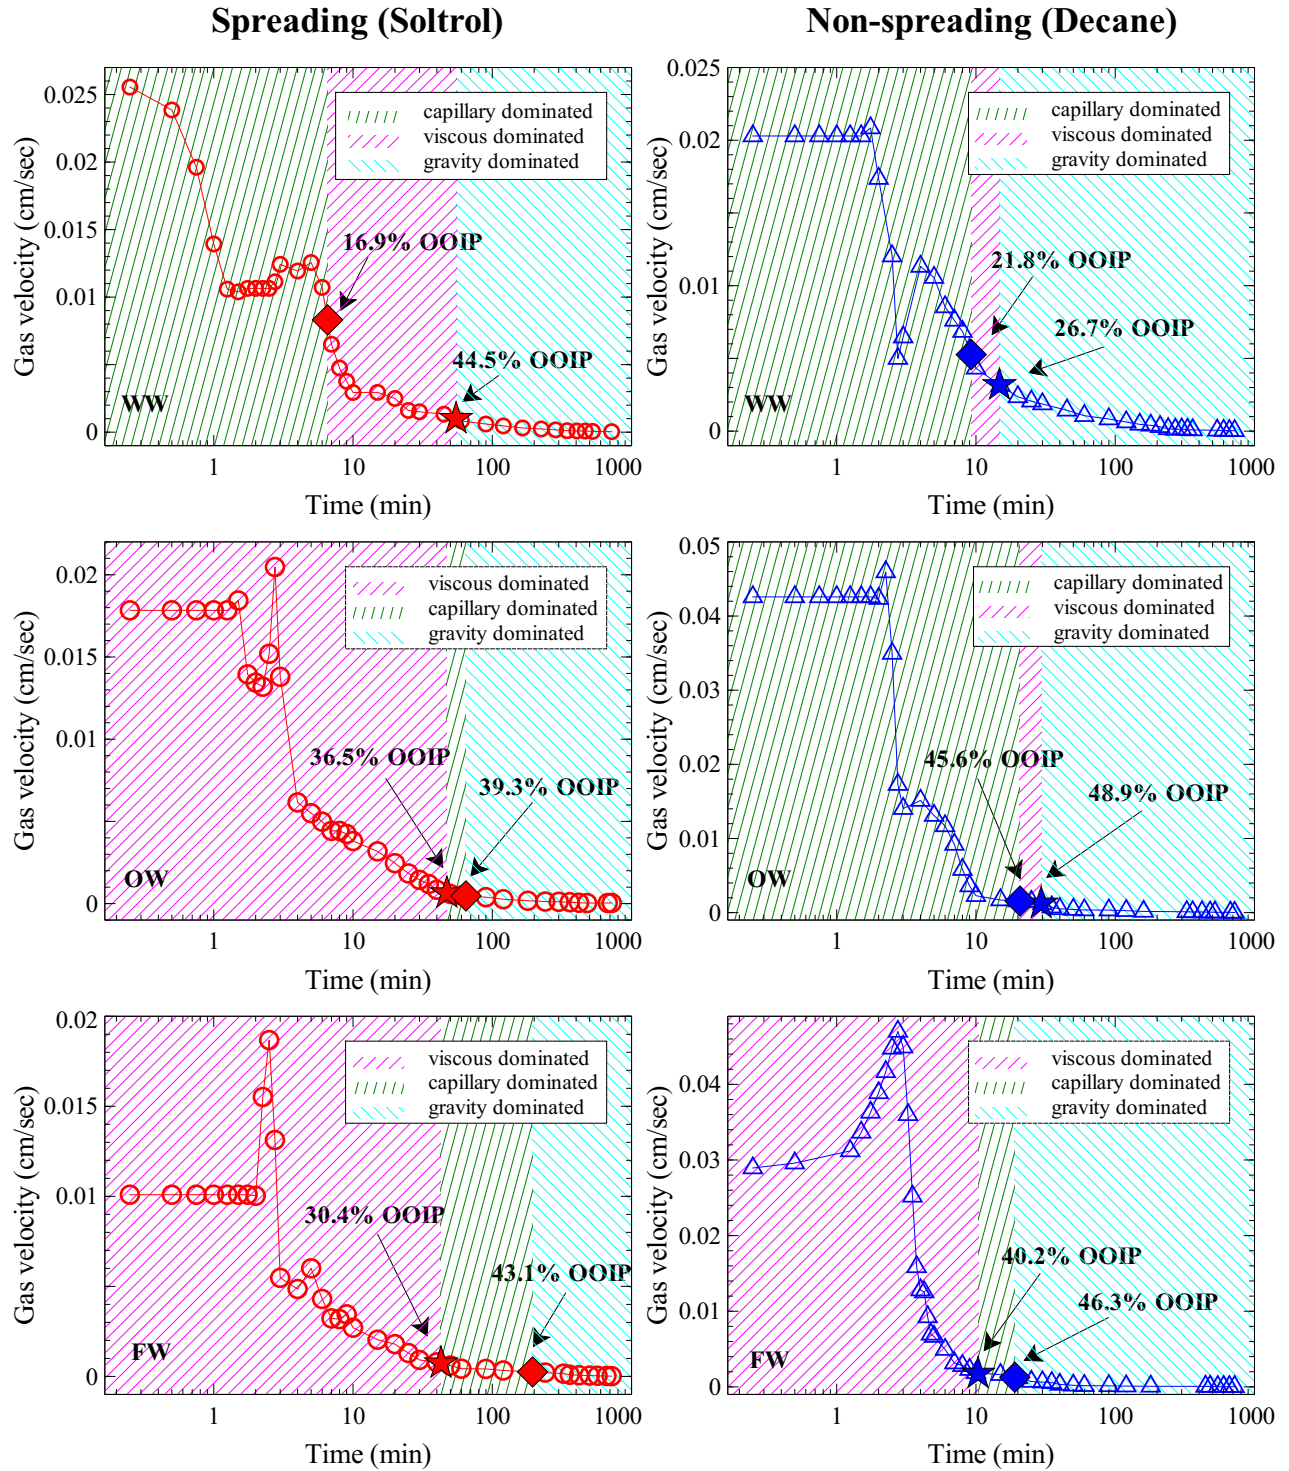 Spreading (Soltrol)
Non-spreading (Decane)
Gas velocity (cm/sec)
0.025
0.02
0.015
0.01
0.005
0
capillary dominated
viscous dominated
gravity dominated
16.9% OOIP
44.5% OOIP
WW
1
10
100
1000
Time (min)
Gas velocity (cm/sec)
0.025
0.02
0.015
0.01
0.005
0
capillary dominated
viscous dominated
gravity dominated
21.8% OOIP
26.7% OOIP
WW
1
10
100
1000
Time (min)
Gas velocity (cm/sec)
0.02
0.015
0.01
0.005
0
viscous dominated
capillary dominated
gravity dominated
36.5% OOIP
39.3% OOIP
OW
1
10
100
1000
Time (min)
Gas velocity (cm/sec)
0.05
0.04
0.03
0.02
0.01
0
capillary dominated
viscous dominated
gravity dominated
45.6% OOIP
48.9% OOIP
OW
1
10
100
1000
Time (min)
Gas velocity (cm/sec)
0.02
0.015
0.01
0.005
0
viscous dominated
capillary dominated
gravity dominated
30.4% OOIP
43.1% OOIP
FW
1
10
100
1000
Time (min)
Gas velocity (cm/sec)
0.04
0.03
0.02
0.01
0
viscous dominated
capillary dominated
gravity dominated
40.2% OOIP
46.3% OOIP
FW
1
10
100
1000
Time (min)